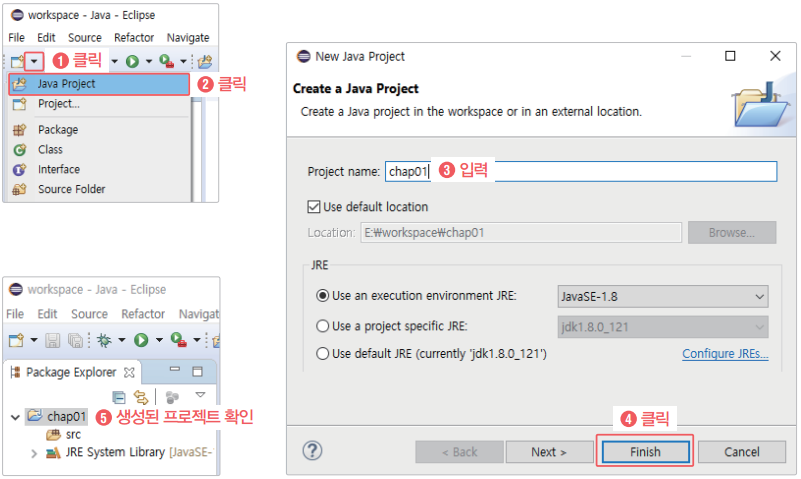 workspace - Java - Eclipse
File Edit Source Refactor Navigate
1 클릭
Java Project
2 클릭
Project...
Package
Class
Interface
Source Folder
New Java Project
Create a Java Project
Create a Java project in the workspace or in an external location.
Project name: chap01 3 입력
Use default location
Location: E:₩workspace₩chap01 Browse...
JRE
Use an execution environment JRE: JavaSE-1.8
Use a project specific JRE: jdk1.8.0_121
Use default JRE (currently 'jdk1.8.0_121') Configure JREs...
4 클릭
? < Back Next > Finish Cancel
workspace - Java - Eclipse
File Edit Source Refactor Navigat
Package Explorer
chap01 5 생성된 프로젝트 확인
src
JRE System Library [JavaSE-